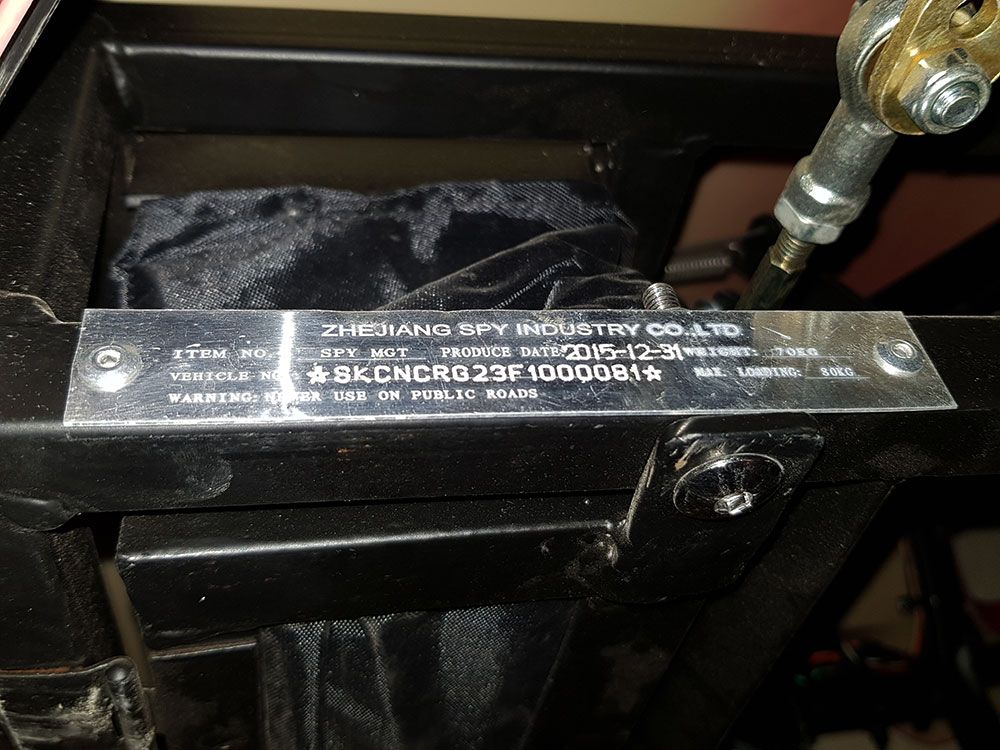 ZHEJIANG SPY INDUSTRY CO.,LTD
ITEM NO.: SPY MGT PRODUCE DATE: 2015-12-31 WEIGHT: 70KG
VEHICLE NO.: ★SKCNCRG23F1000081★ MAX. LOADING: 80KG
WARNING: NEVER USE ON PUBLIC ROADS